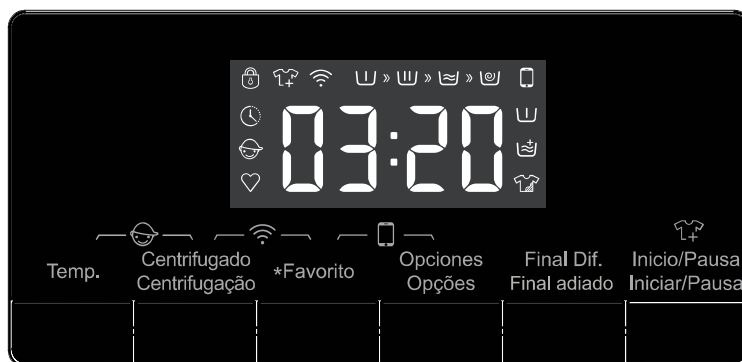 » » »
03:20
Temp.
Centrifugado
Centrifugação
*Favorito
Opciones
Opções
Final Dif.
Final adiado
Inicio/Pausa
Iniciar/Pausa